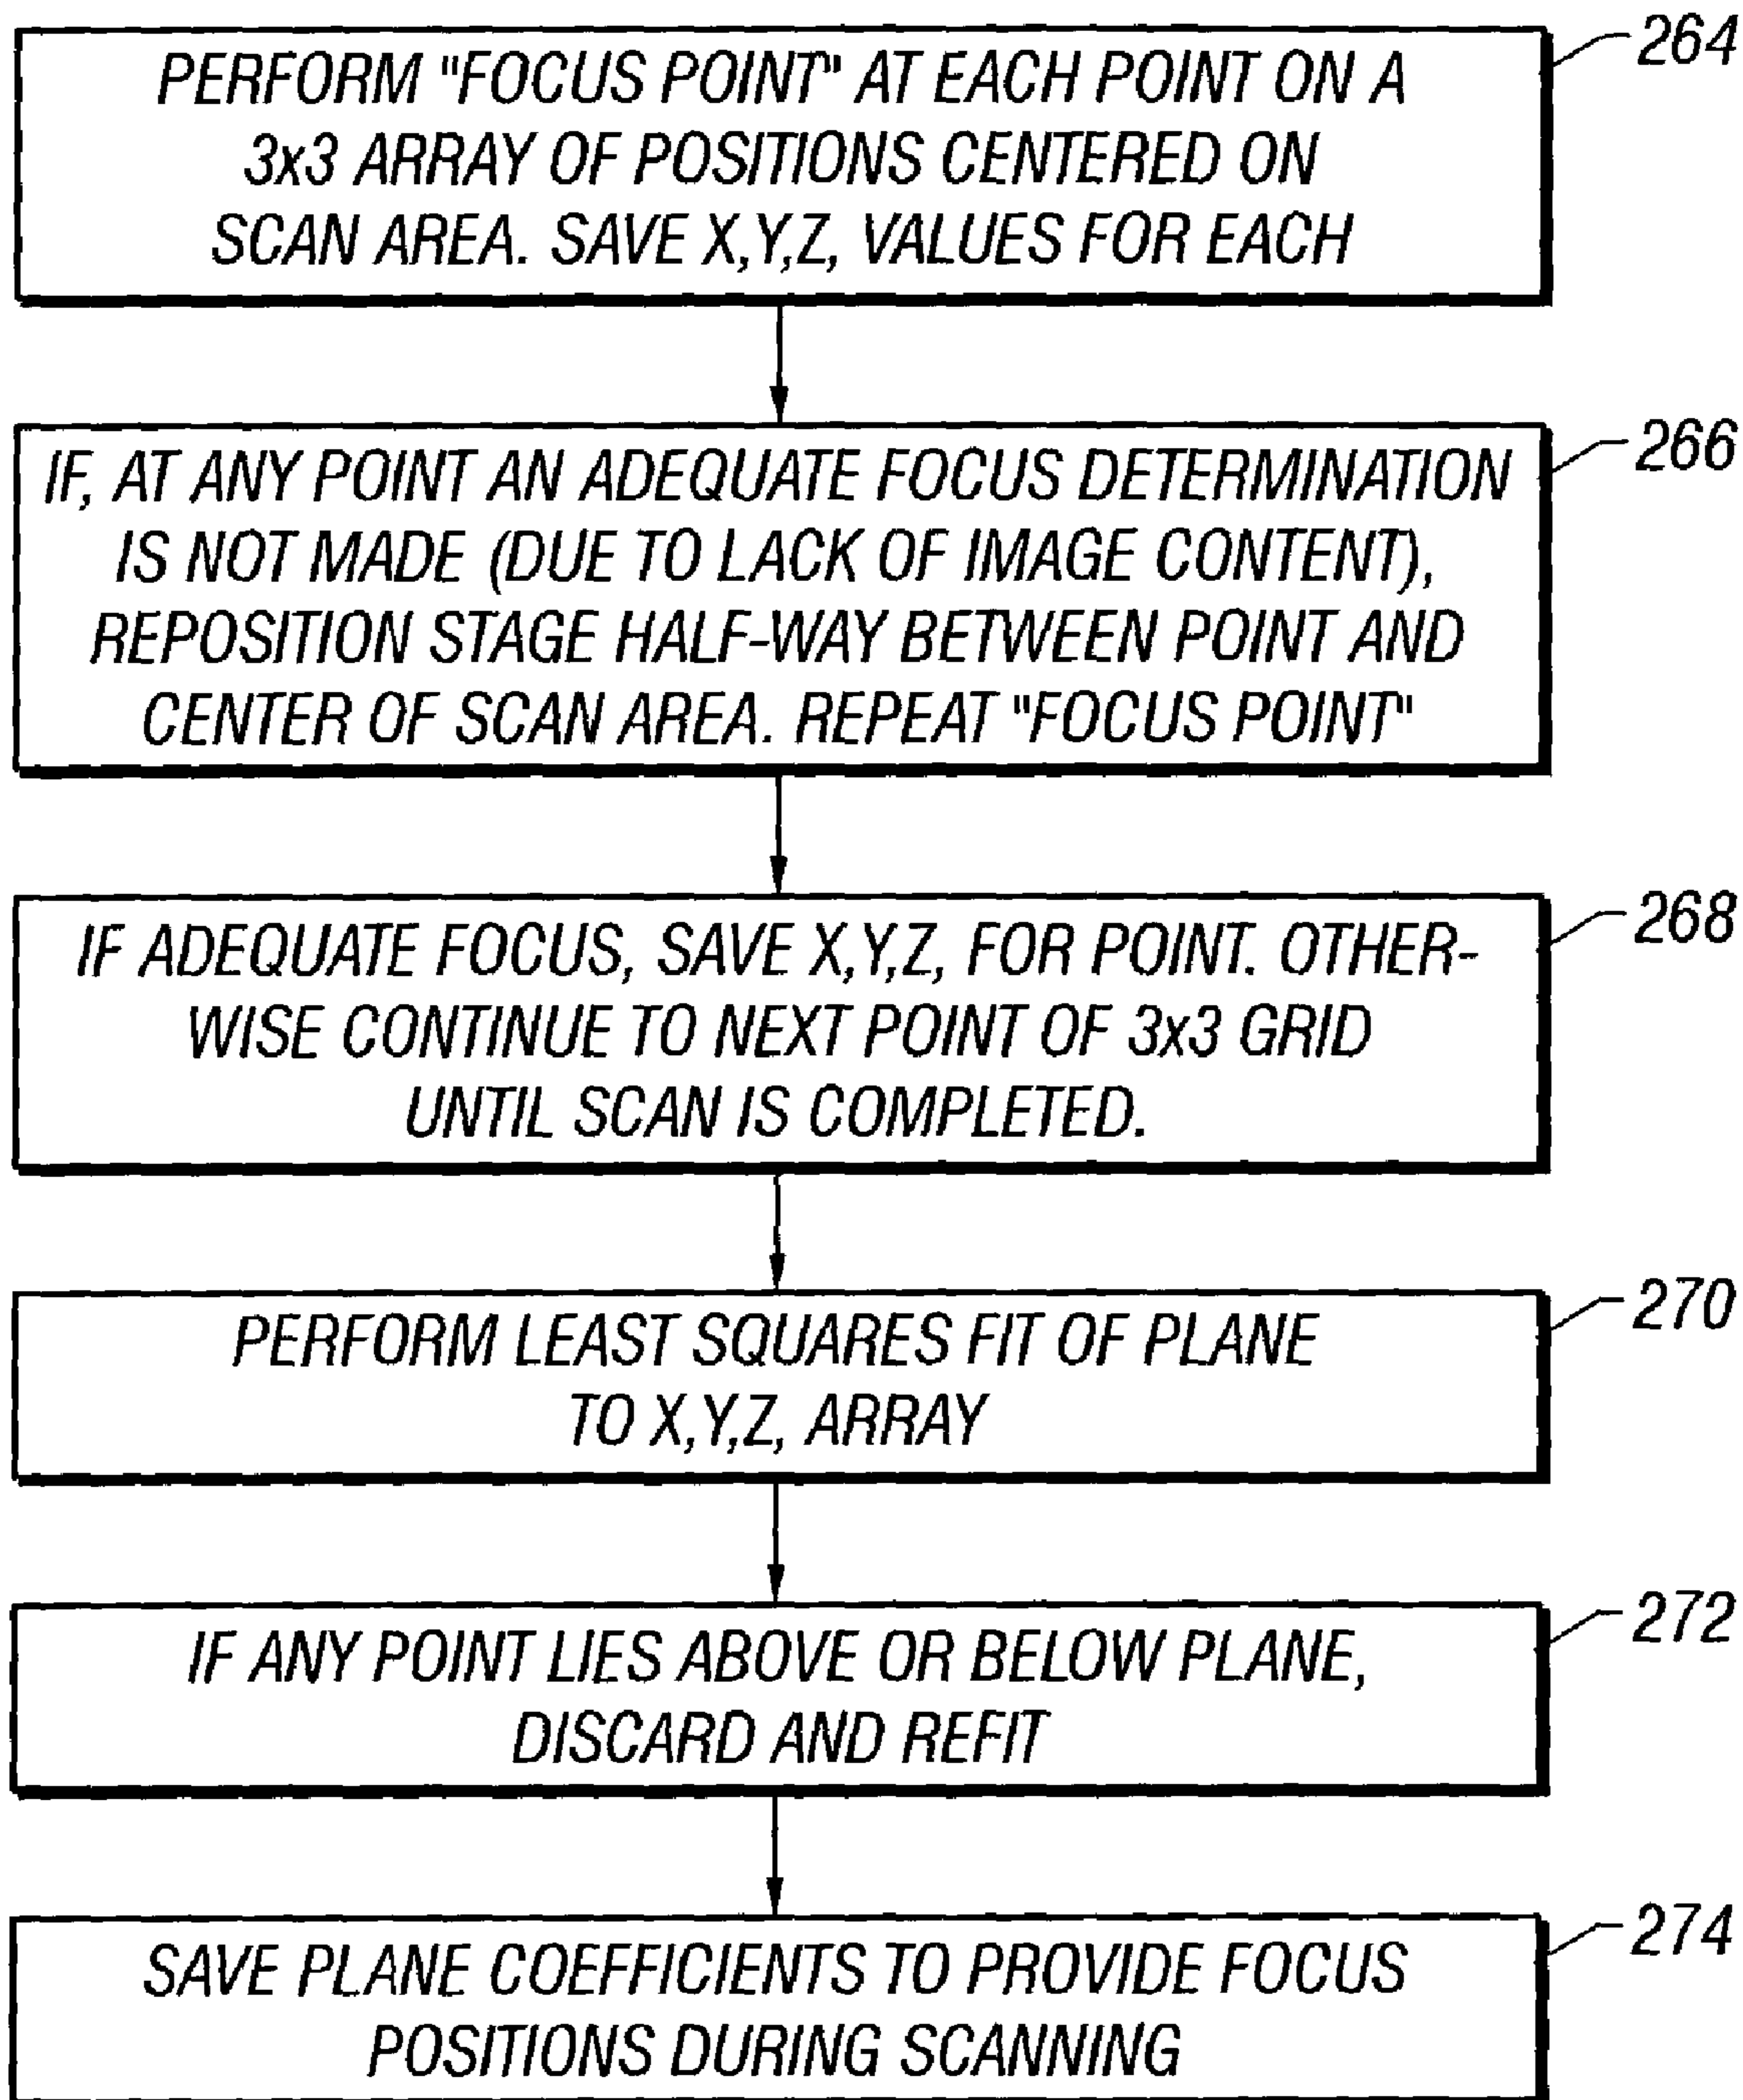 PERFORM "FOCUS POINT" AT EACH POINT ON A
3x3 ARRAY OF POSITIONS CENTERED ON
SCAN AREA. SAVE X,Y,Z, VALUES FOR EACH
264
IF, AT ANY POINT AN ADEQUATE FOCUS DETERMINATION
IS NOT MADE (DUE TO LACK OF IMAGE CONTENT),
REPOSITION STAGE HALF-WAY BETWEEN POINT AND
CENTER OF SCAN AREA. REPEAT "FOCUS POINT"
266
IF ADEQUATE FOCUS, SAVE X,Y,Z, FOR POINT. OTHER-
WISE CONTINUE TO NEXT POINT OF 3x3 GRID
UNTIL SCAN IS COMPLETED.
268
PERFORM LEAST SQUARES FIT OF PLANE
TO X,Y,Z, ARRAY
270
IF ANY POINT LIES ABOVE OR BELOW PLANE,
DISCARD AND REFIT
272
SAVE PLANE COEFFICIENTS TO PROVIDE FOCUS
POSITIONS DURING SCANNING
274